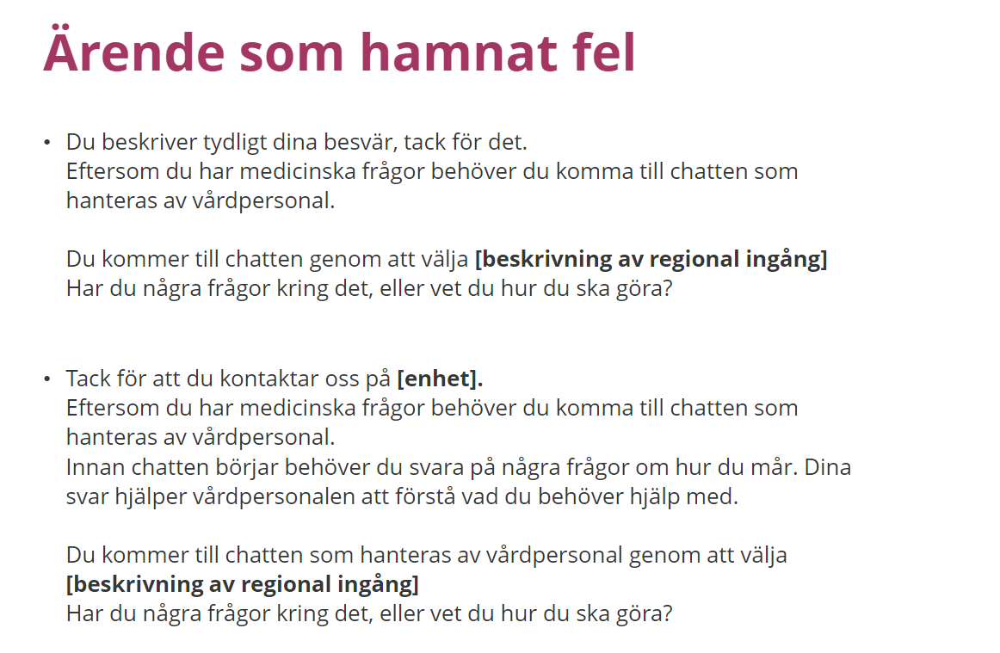 Ärende som hamnat fel
• Du beskriver tydligt dina besvär, tack för det.
Eftersom du har medicinska frågor behöver du komma till chatten som
hanteras av vårdpersonal.
Du kommer till chatten genom att välja [beskrivning av regional ingång]
Har du några frågor kring det, eller vet du hur du ska göra?
• Tack för att du kontaktar oss på [enhet].
Eftersom du har medicinska frågor behöver du komma till chatten som
hanteras av vårdpersonal.
Innan chatten börjar behöver du svara på några frågor om hur du mår. Dina
svar hjälper vårdpersonalen att förstå vad du behöver hjälp med.
Du kommer till chatten som hanteras av vårdpersonal genom att välja
[beskrivning av regional ingång]
Har du några frågor kring det, eller vet du hur du ska göra?